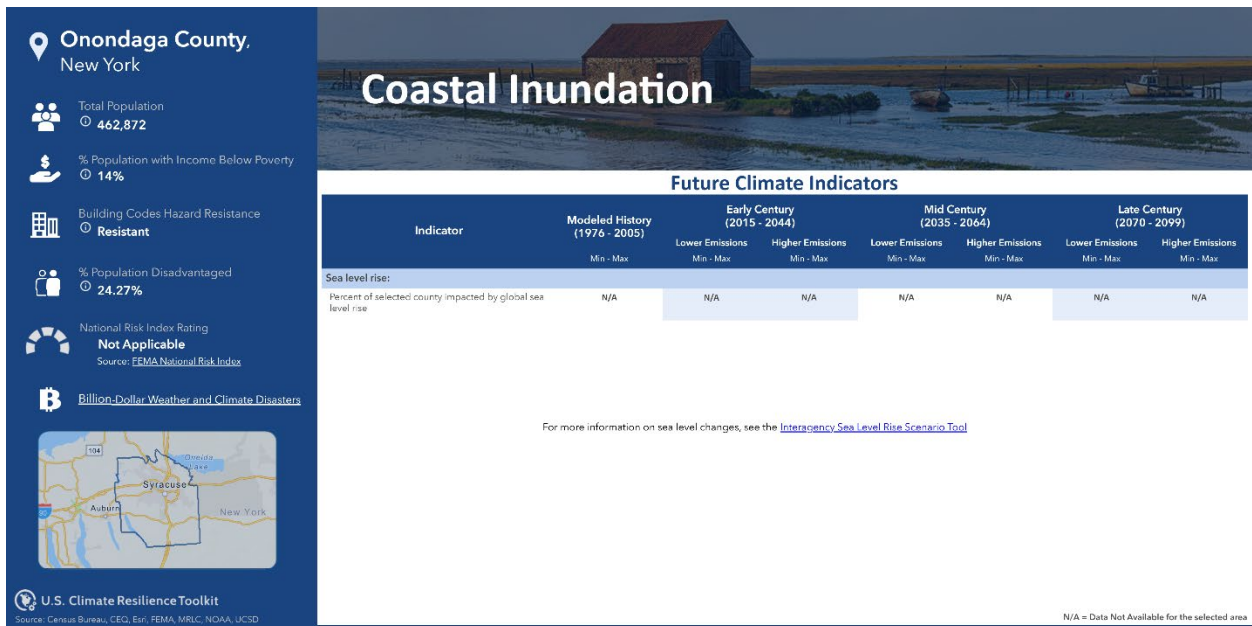 Onondaga County,
New York
Total Population
462,872
% Population with Income Below Poverty
14%
Building Codes Hazard Resistance
Resistant
% Population Disadvantaged
24.27%
National Risk Index Rating
Not Applicable
Source: FEMA National Risk Index
Billion-Dollar Weather and Climate Disasters
104
Oneida
Lake
Syracuse
Auburn
New York
90
U.S. Climate Resilience Toolkit
Source: Census Bureau, CEQ, Esri, FEMA, MRLC, NOAA, UCSD
Coastal Inundation
Future Climate Indicators
Indicator
Modeled History
(1976 - 2005)
Min - Max
Early Century
(2015 - 2044)
Lower Emissions Higher Emissions
Min - Max Min - Max
Mid Century
(2035 - 2064)
Lower Emissions Higher Emissions
Min - Max Min - Max
Late Century
(2070 - 2099)
Lower Emissions Higher Emissions
Min - Max Min - Max
Sea level rise:
Percent of selected county impacted by global sea
level rise
N/A N/A N/A N/A N/A N/A N/A
For more information on sea level changes, see the Interagency Sea Level Rise Scenario Tool
N/A = Data Not Available for the selected area